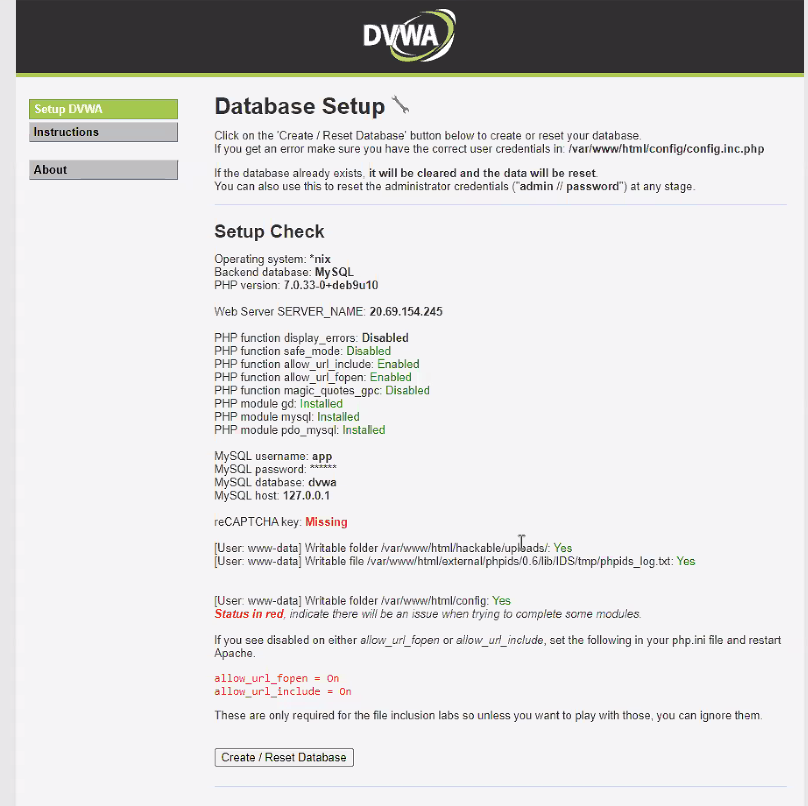 DVWA
Setup DVWA
Instructions
About
Database Setup
Click on the 'Create / Reset Database' button below to create or reset your database.
If you get an error make sure you have the correct user credentials in: /var/www/html/config/config.inc.php
If the database already exists, it will be cleared and the data will be reset.
You can also use this to reset the administrator credentials ("admin // password") at any stage.
Setup Check
Operating system: *nix
Backend database: MySQL
PHP version: 7.0.33-0+deb9u10
Web Server SERVER_NAME: 20.69.154.245
PHP function display_errors: Disabled
PHP function safe_mode: Disabled
PHP function allow_url_include: Enabled
PHP function allow_url_fopen: Enabled
PHP function magic_quotes_gpc: Disabled
PHP module gd: Installed
PHP module mysql: Installed
PHP module pdo_mysql: Installed
MySQL username: app
MySQL password: ******
MySQL database: dvwa
MySQL host: 127.0.0.1
reCAPTCHA key: Missing
[User: www-data] Writable folder /var/www/html/hackable/uploads/: Yes
[User: www-data] Writable file /var/www/html/external/phpids/0.6/lib/IDS/tmp/phpids_log.txt: Yes
[User: www-data] Writable folder /var/www/html/config: Yes
Status in red, indicate there will be an issue when trying to complete some modules.
If you see disabled on either allow_url_fopen or allow_url_include, set the following in your php.ini file and restart
Apache.
allow_url_fopen = On
allow_url_include = On
These are only required for the file inclusion labs so unless you want to play with those, you can ignore them.
Create / Reset Database